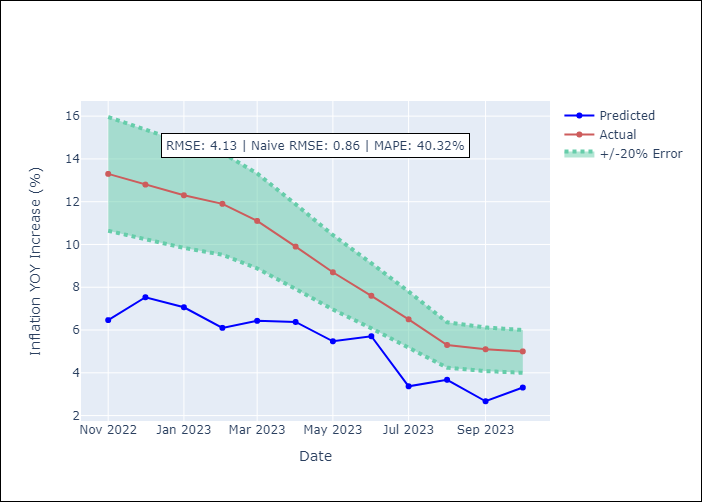 RMSE: 4.13 | Naive RMSE: 0.86 | MAPE: 40.32%
Predicted
Actual
+/-20% Error
Inflation YOY Increase (%)
16
14
12
10
8
6
4
2
Nov 2022 Jan 2023 Mar 2023 May 2023 Jul 2023 Sep 2023
Date